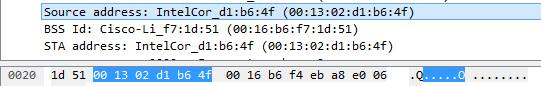 Source address: IntelCor_d1:b6:4f (00:13:02:d1:b6:4f)
BSS Id: Cisco-Li_f7:1d:51 (00:16:b6:f7:1d:51)
STA address: IntelCor_d1:b6:4f (00:13:02:d1:b6:4f)
0020 1d 51 00 13 02 d1 b6 4f 00 16 b6 f4 eb a8 e0 06 .Q.....O ........